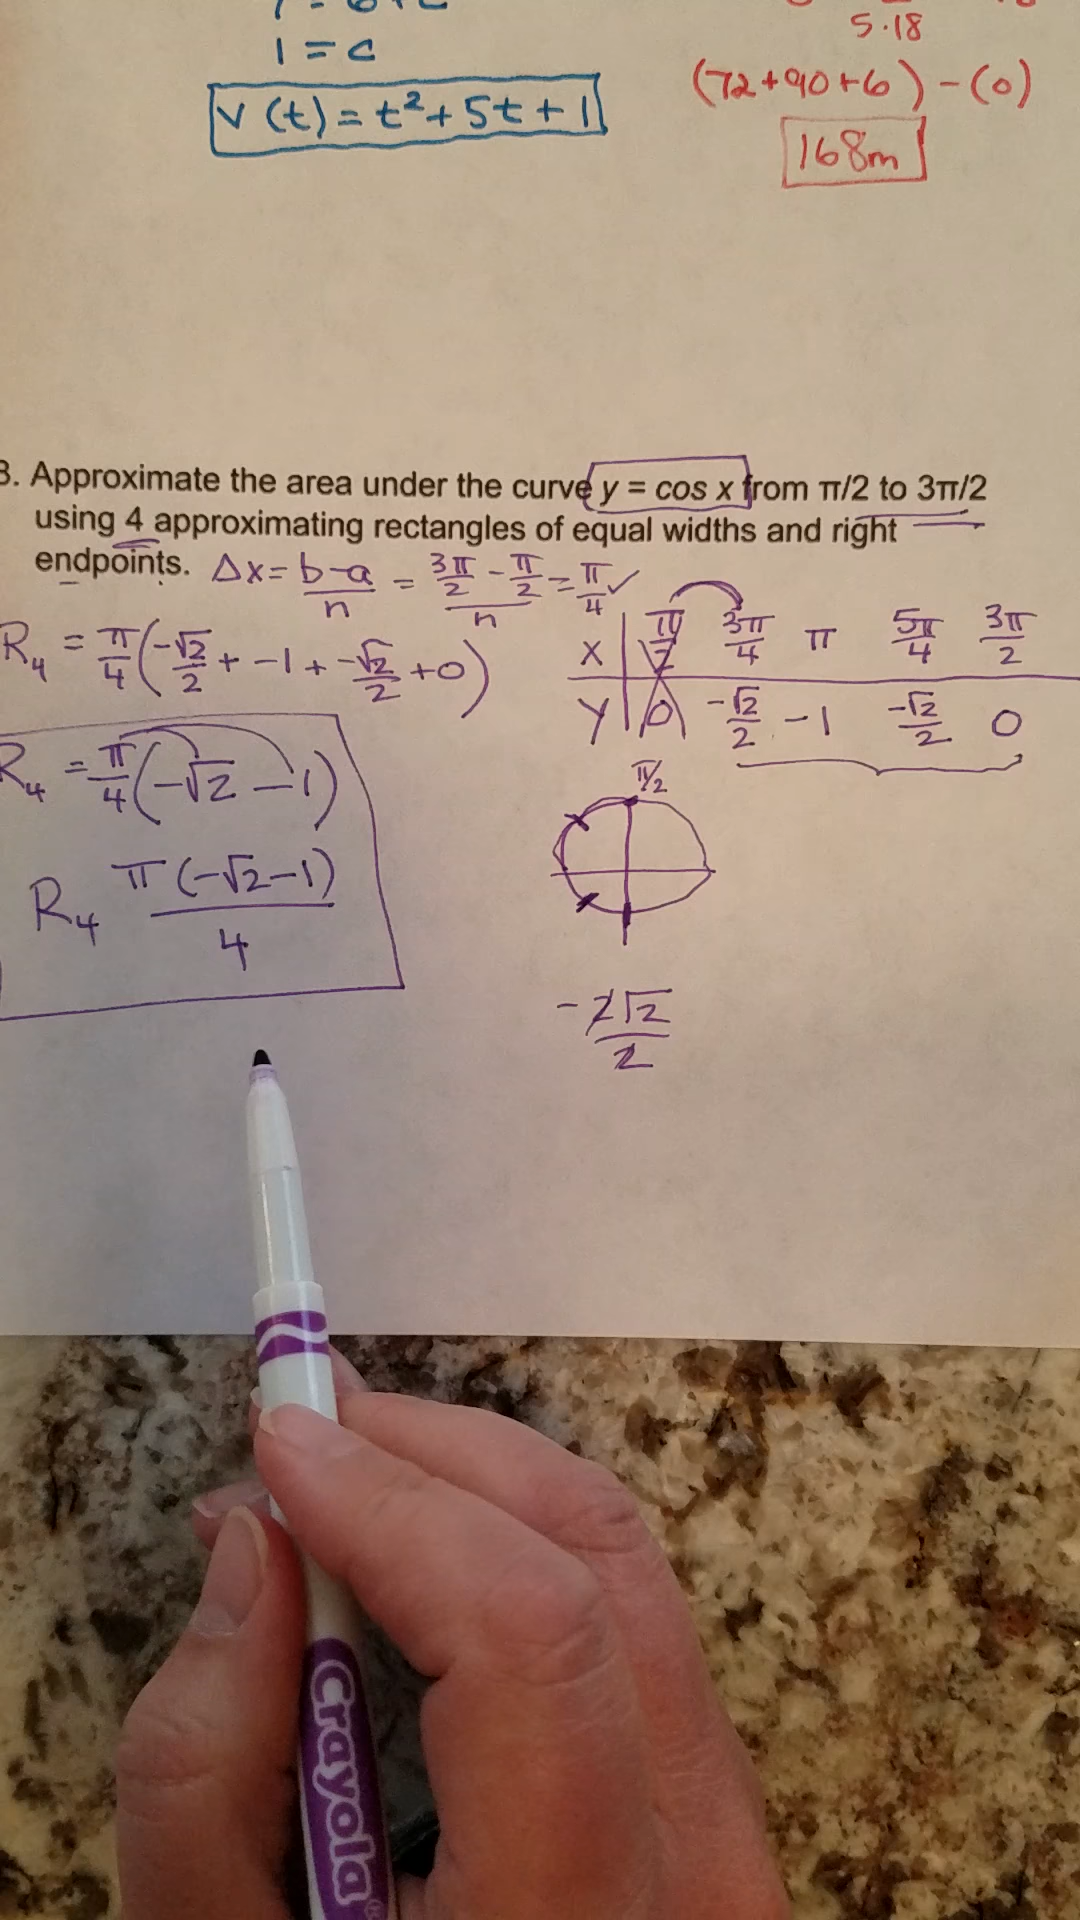 1 = c
v(t) = t² + 5t + 1
5·18
(72+90+6) - (0)
168m
3. Approximate the area under the curve y = cos x from π/2 to 3π/2
using 4 approximating rectangles of equal widths and right
endpoints. Δx = b-a/n = 3π/2 - π/2 / n = π/4 ✓
R₄ = π/4 (-√2/2 + -1 + -√2/2 + 0)
x | π/2 3π/4 π 5π/4 3π/2
y | 0 -√2/2 -1 -√2/2 0
R₄ = π/4 (-√2 - 1)
π/2
R₄ π(-√2-1)/4
-2√2/2
Crayola®